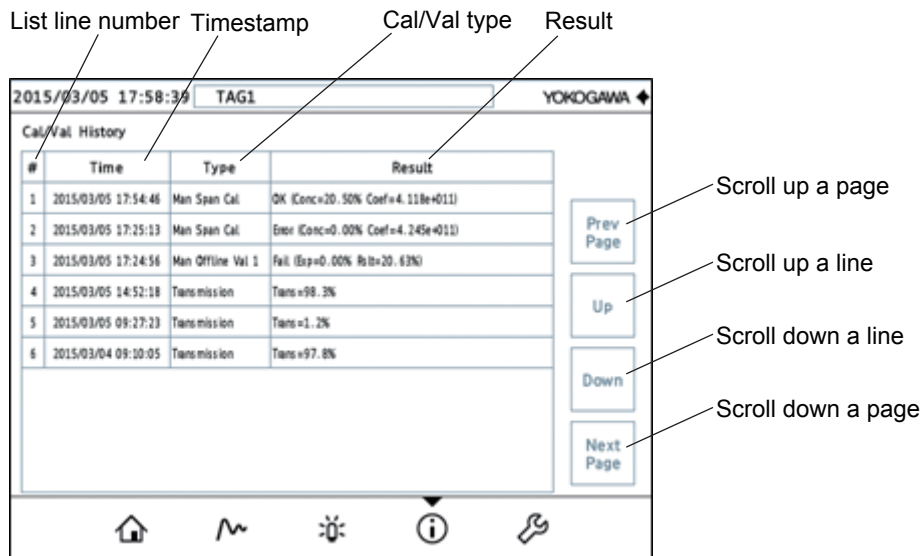 List line number Timestamp Cal/Val type Result
2015/03/05 17:58:39 TAG1 YOKOGAWA
Cal/Val History
# Time Type Result
1 2015/03/05 17:54:46 Man Span Cal OK (Conc=20.50% Coef=4.118e+011)
2 2015/03/05 17:25:13 Man Span Cal Error (Conc=0.00% Coef=4.245e+011)
3 2015/03/05 17:24:56 Man Offline Val 1 Fail (Exp=0.00% Rslt=20.63%)
4 2015/03/05 14:52:18 Transmission Trans=98.3%
5 2015/03/05 09:27:23 Transmission Trans=1.2%
6 2015/03/04 09:10:05 Transmission Trans=97.8%
Prev
Page
Up
Down
Next
Page
Scroll up a page
Scroll up a line
Scroll down a line
Scroll down a page